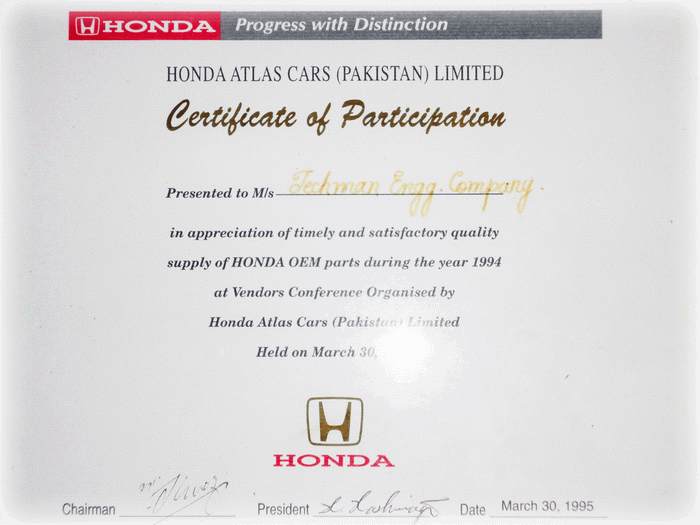 HONDA Progress with Distinction
HONDA ATLAS CARS (PAKISTAN) LIMITED
Certificate of Participation
Presented to M/s Techman Engg. Company.
in appreciation of timely and satisfactory quality
supply of HONDA OEM parts during the year 1994
at Vendors Conference Organised by
Honda Atlas Cars (Pakistan) Limited
Held on March 30,
HONDA
Chairman President Date March 30, 1995